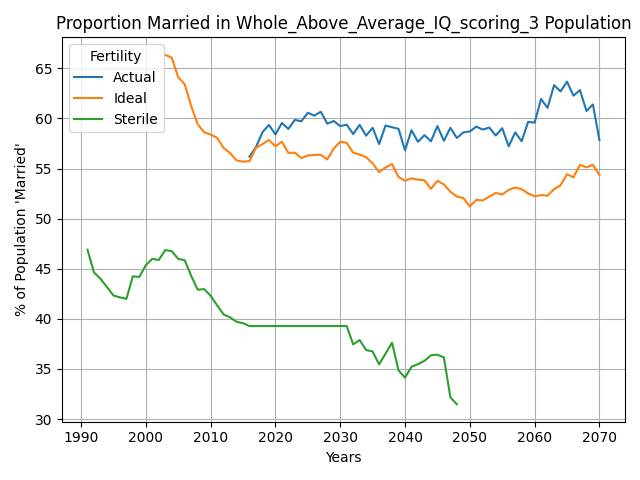 Proportion Married in Whole_Above_Average_IQ_scoring_3 Population
Fertility
Actual
Ideal
Sterile
% of Population 'Married'
65
60
55
50
45
40
35
30
1990 2000 2010 2020 2030 2040 2050 2060 2070
Years